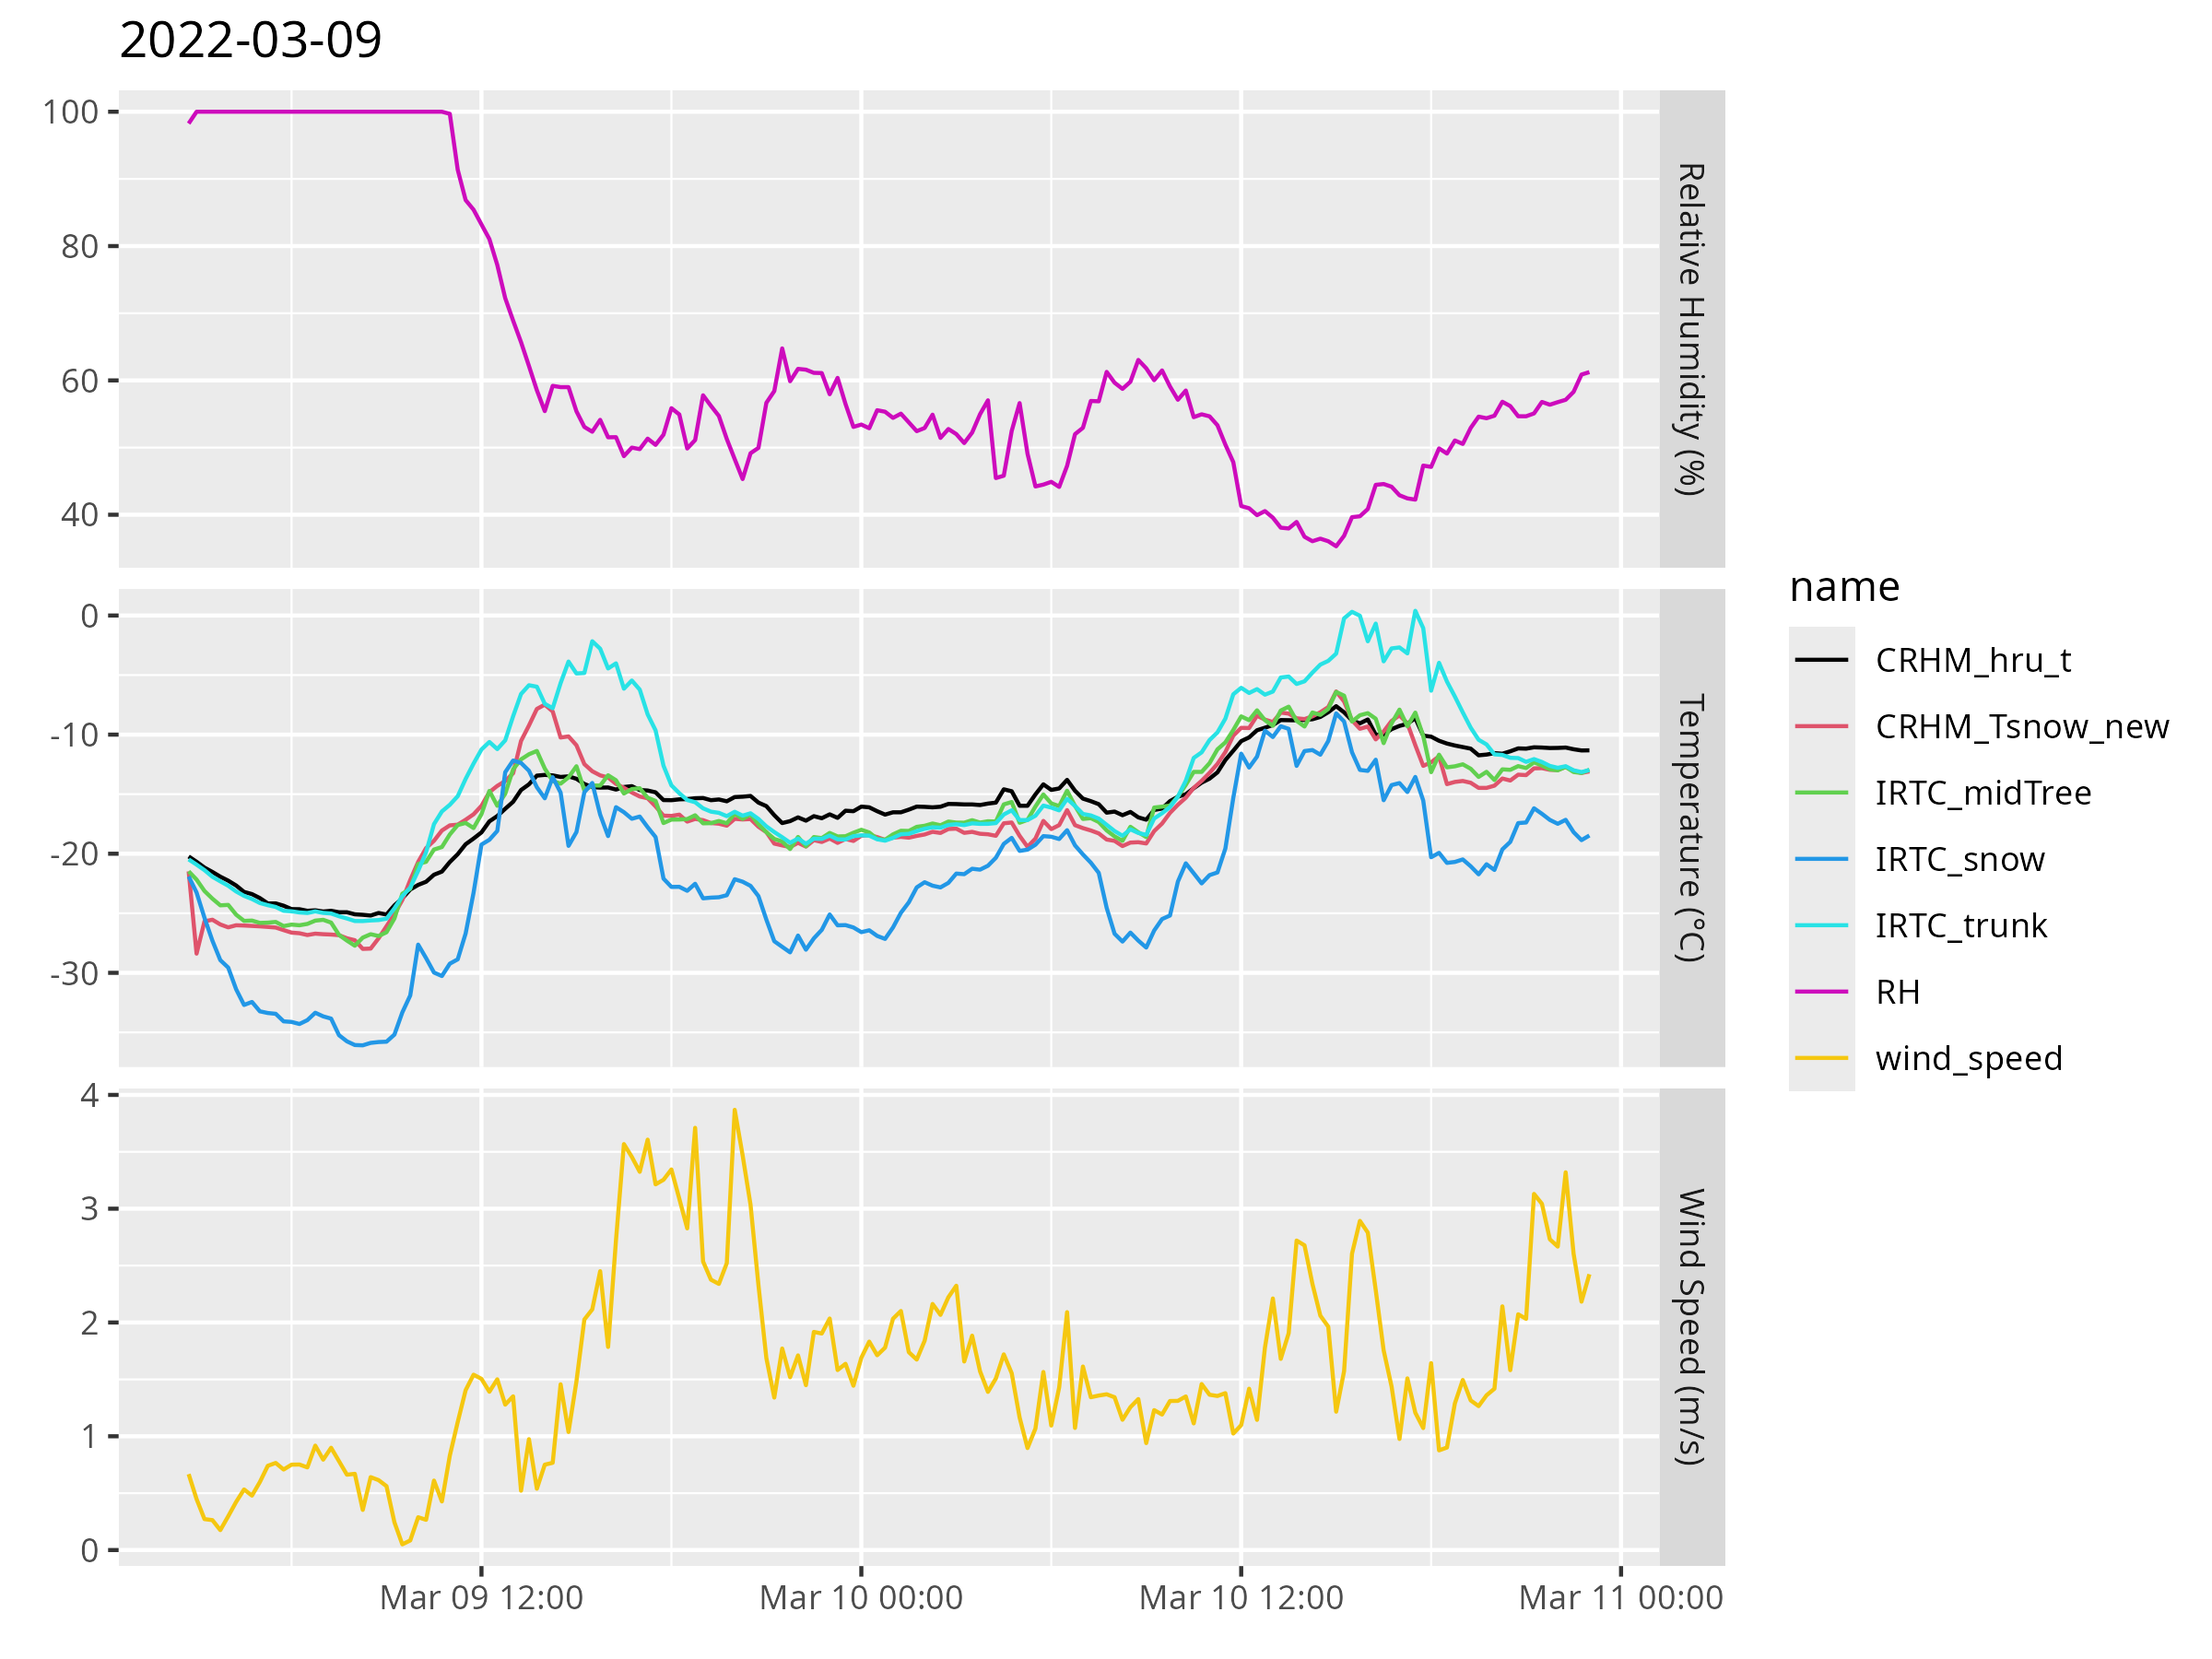 2022-03-09
100
80
60
40
Relative Humidity (%)
0
-10
-20
-30
Temperature (°C)
4
3
2
1
0
Wind Speed (m/s)
Mar 09 12:00
Mar 10 00:00
Mar 10 12:00
Mar 11 00:00
name
CRHM_hru_t
CRHM_Tsnow_new
IRTC_midTree
IRTC_snow
IRTC_trunk
RH
wind_speed